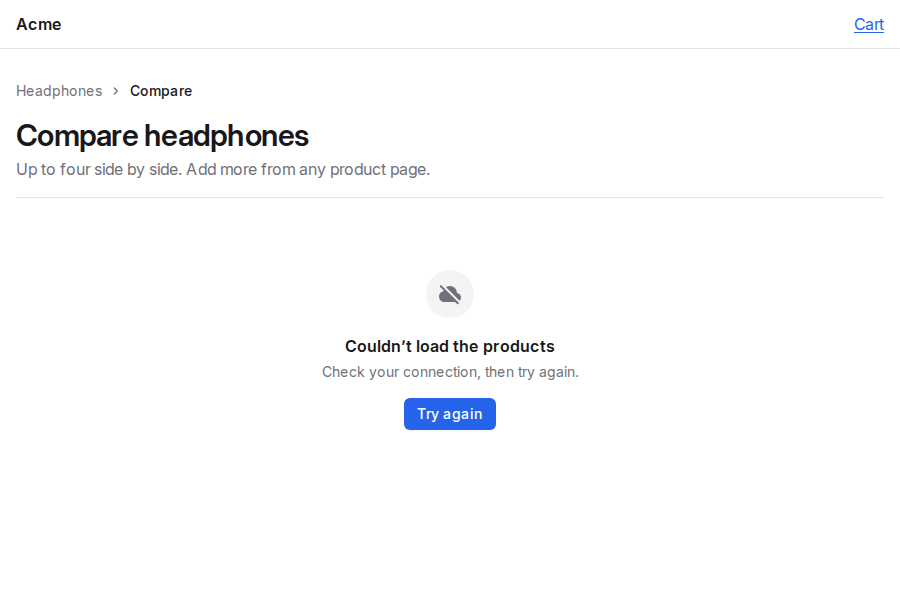 Acme
Cart
Headphones > Compare
Compare headphones
Up to four side by side. Add more from any product page.
Couldn’t load the products
Check your connection, then try again.
Try again